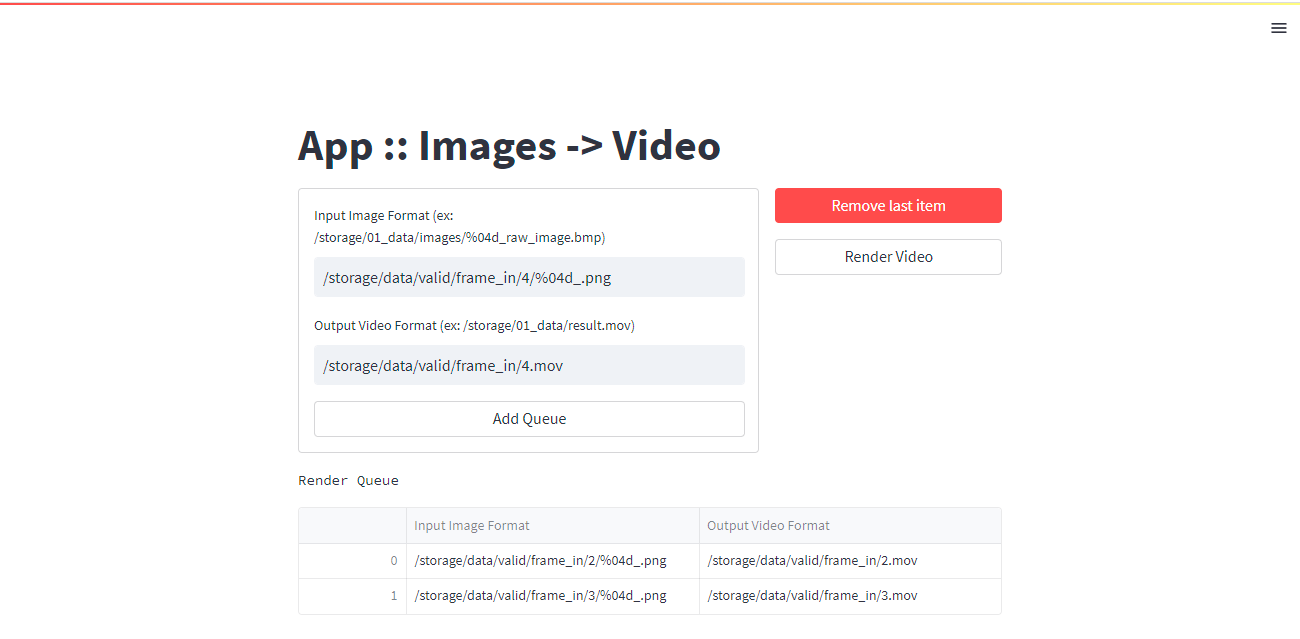 App :: Images -> Video
Input Image Format (ex:
/storage/01_data/images/%04d_raw_image.bmp)
/storage/data/valid/frame_in/4/%04d_.png
Output Video Format (ex: /storage/01_data/result.mov)
/storage/data/valid/frame_in/4.mov
Add Queue
Remove last item
Render Video
Render Queue
Input Image Format Output Video Format
0 /storage/data/valid/frame_in/2/%04d_.png /storage/data/valid/frame_in/2.mov
1 /storage/data/valid/frame_in/3/%04d_.png /storage/data/valid/frame_in/3.mov